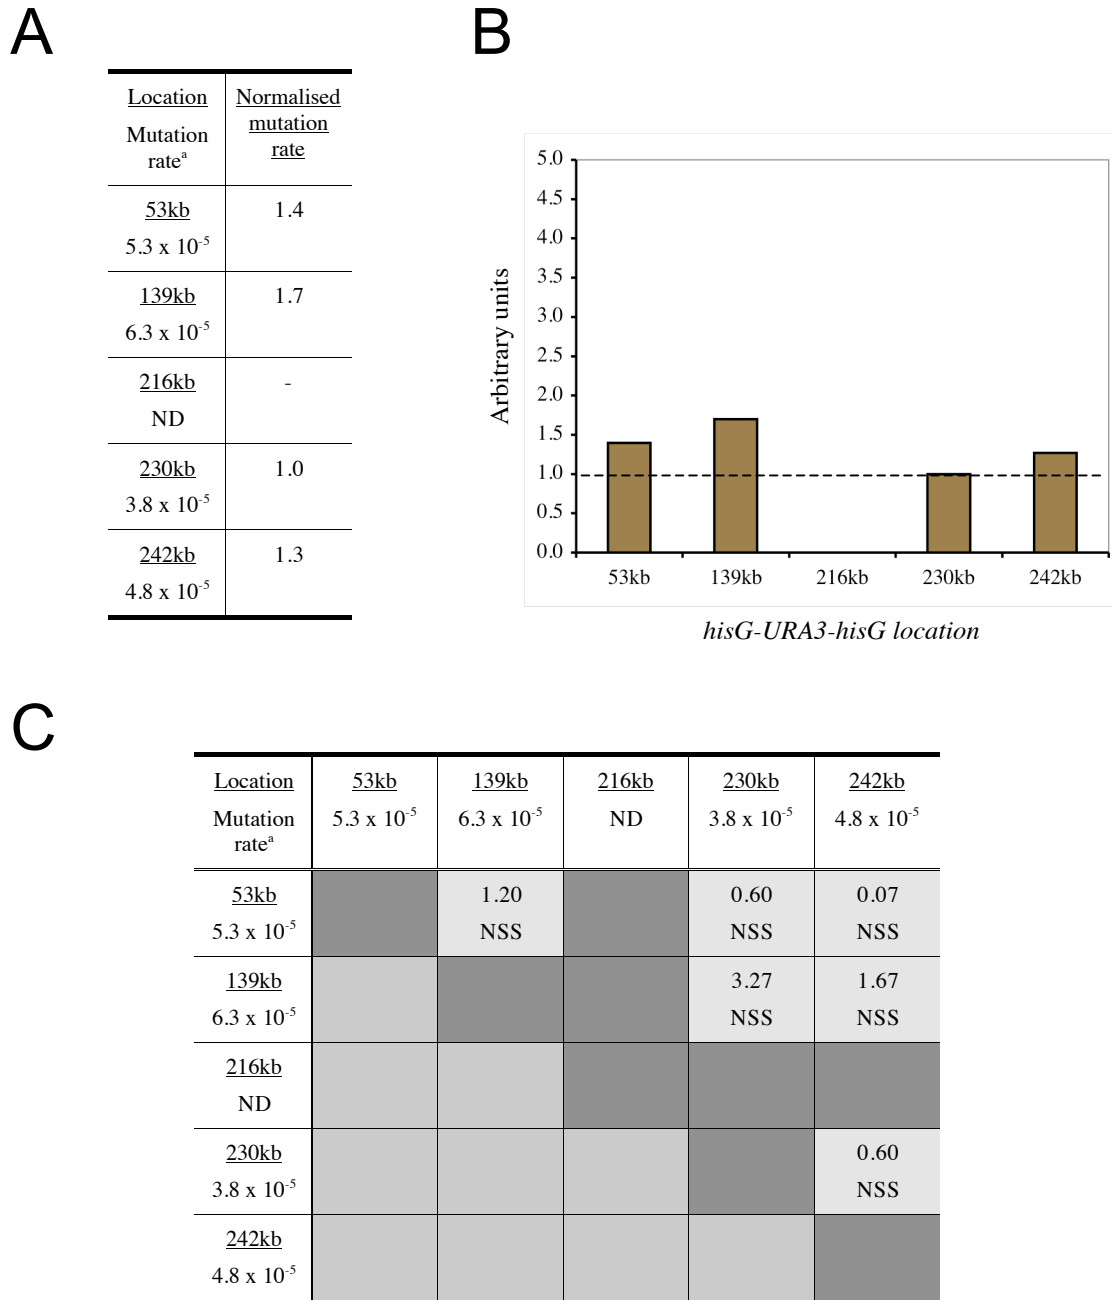 A
Location
Mutation
rateᵃ
Normalised
mutation
rate
53kb
5.3 x 10⁻⁵
1.4
139kb
6.3 x 10⁻⁵
1.7
216kb
ND
-
230kb
3.8 x 10⁻⁵
1.0
242kb
4.8 x 10⁻⁵
1.3
B
Arbitrary units
5.0
4.5
4.0
3.5
3.0
2.5
2.0
1.5
1.0
0.5
0.0
53kb 139kb 216kb 230kb 242kb
hisG-URA3-hisG location
C
Location
Mutation
rateᵃ
53kb
5.3 x 10⁻⁵
139kb
6.3 x 10⁻⁵
216kb
ND
230kb
3.8 x 10⁻⁵
242kb
4.8 x 10⁻⁵
53kb
5.3 x 10⁻⁵
1.20
NSS
0.60
NSS
0.07
NSS
139kb
6.3 x 10⁻⁵
3.27
NSS
1.67
NSS
216kb
ND
230kb
3.8 x 10⁻⁵
0.60
NSS
242kb
4.8 x 10⁻⁵